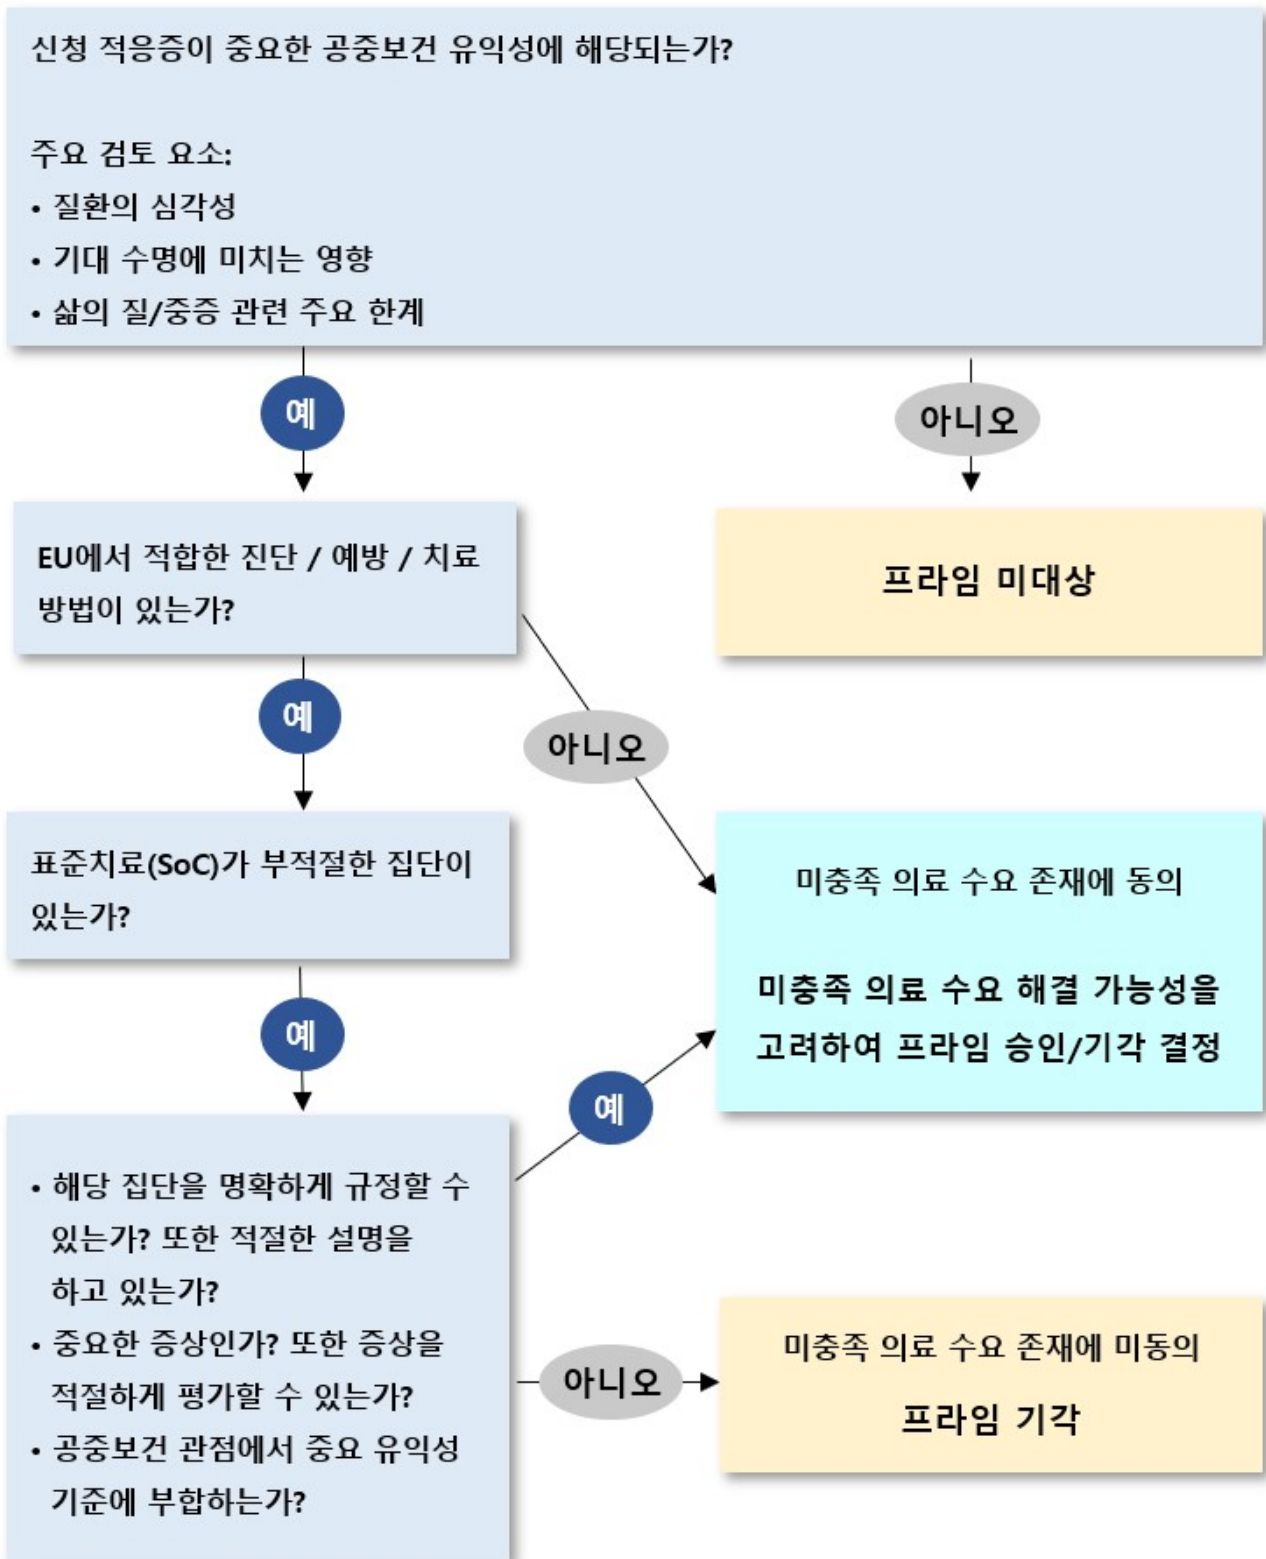 신청 적응증이 중요한 공중보건 유익성에 해당되는가?
주요 검토 요소:
• 질환의 심각성
• 기대 수명에 미치는 영향
• 삶의 질/중증 관련 주요 한계
예
아니오
EU에서 적합한 진단 / 예방 / 치료
방법이 있는가?
프라임 미대상
예
아니오
표준치료(SoC)가 부적절한 집단이
있는가?
미충족 의료 수요 존재에 동의
미충족 의료 수요 해결 가능성을
고려하여 프라임 승인/기각 결정
예
예
• 해당 집단을 명확하게 규정할 수
있는가? 또한 적절한 설명을
하고 있는가?
• 중요한 증상인가? 또한 증상을
적절하게 평가할 수 있는가?
• 공중보건 관점에서 중요 유익성
기준에 부합하는가?
아니오
미충족 의료 수요 존재에 미동의
프라임 기각